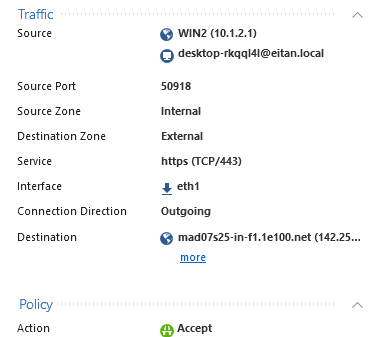 Traffic
Source WIN2 (10.1.2.1)
desktop-rkqql4l@eitan.local
Source Port 50918
Source Zone Internal
Destination Zone External
Service https (TCP/443)
Interface eth1
Connection Direction Outgoing
Destination mad07s25-in-f1.1e100.net (142.25...
more
Policy
Action Accept